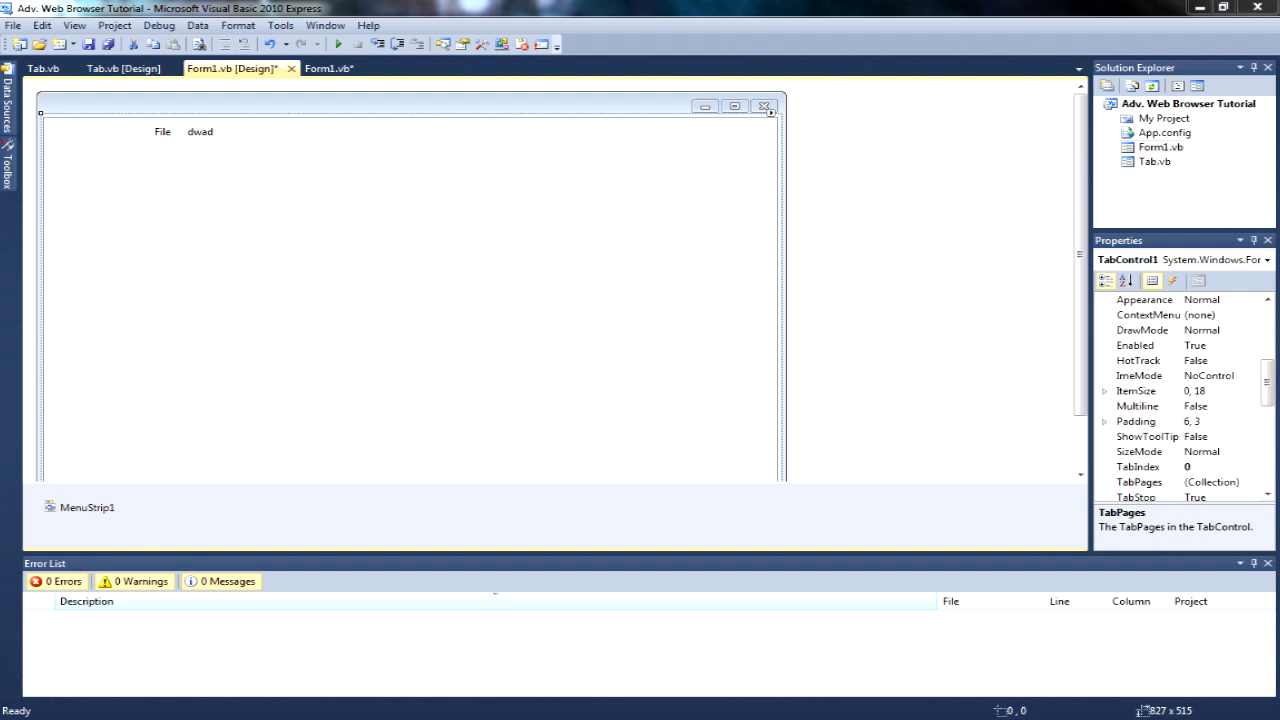 Adv. Web Browser Tutorial - Microsoft Visual Basic 2010 Express
File Edit View Project Debug Data Format Tools Window Help
Tab.vb Tab.vb [Design] Form1.vb [Design]* Form1.vb*
Data Sources
Toolbox
File dwad
MenuStrip1
Solution Explorer
Adv. Web Browser Tutorial
My Project
App.config
Form1.vb
Tab.vb
Properties
TabControl1 System.Windows.For
Appearance Normal
ContextMenu (none)
DrawMode Normal
Enabled True
HotTrack False
ImeMode NoControl
ItemSize 0, 18
Multiline False
Padding 6, 3
ShowToolTip False
SizeMode Normal
TabIndex 0
TabPages (Collection)
TabStop True
TabPages
The TabPages in the TabControl.
Error List
0 Errors 0 Warnings 0 Messages
Description File Line Column Project
Ready 0 , 0 827 x 515